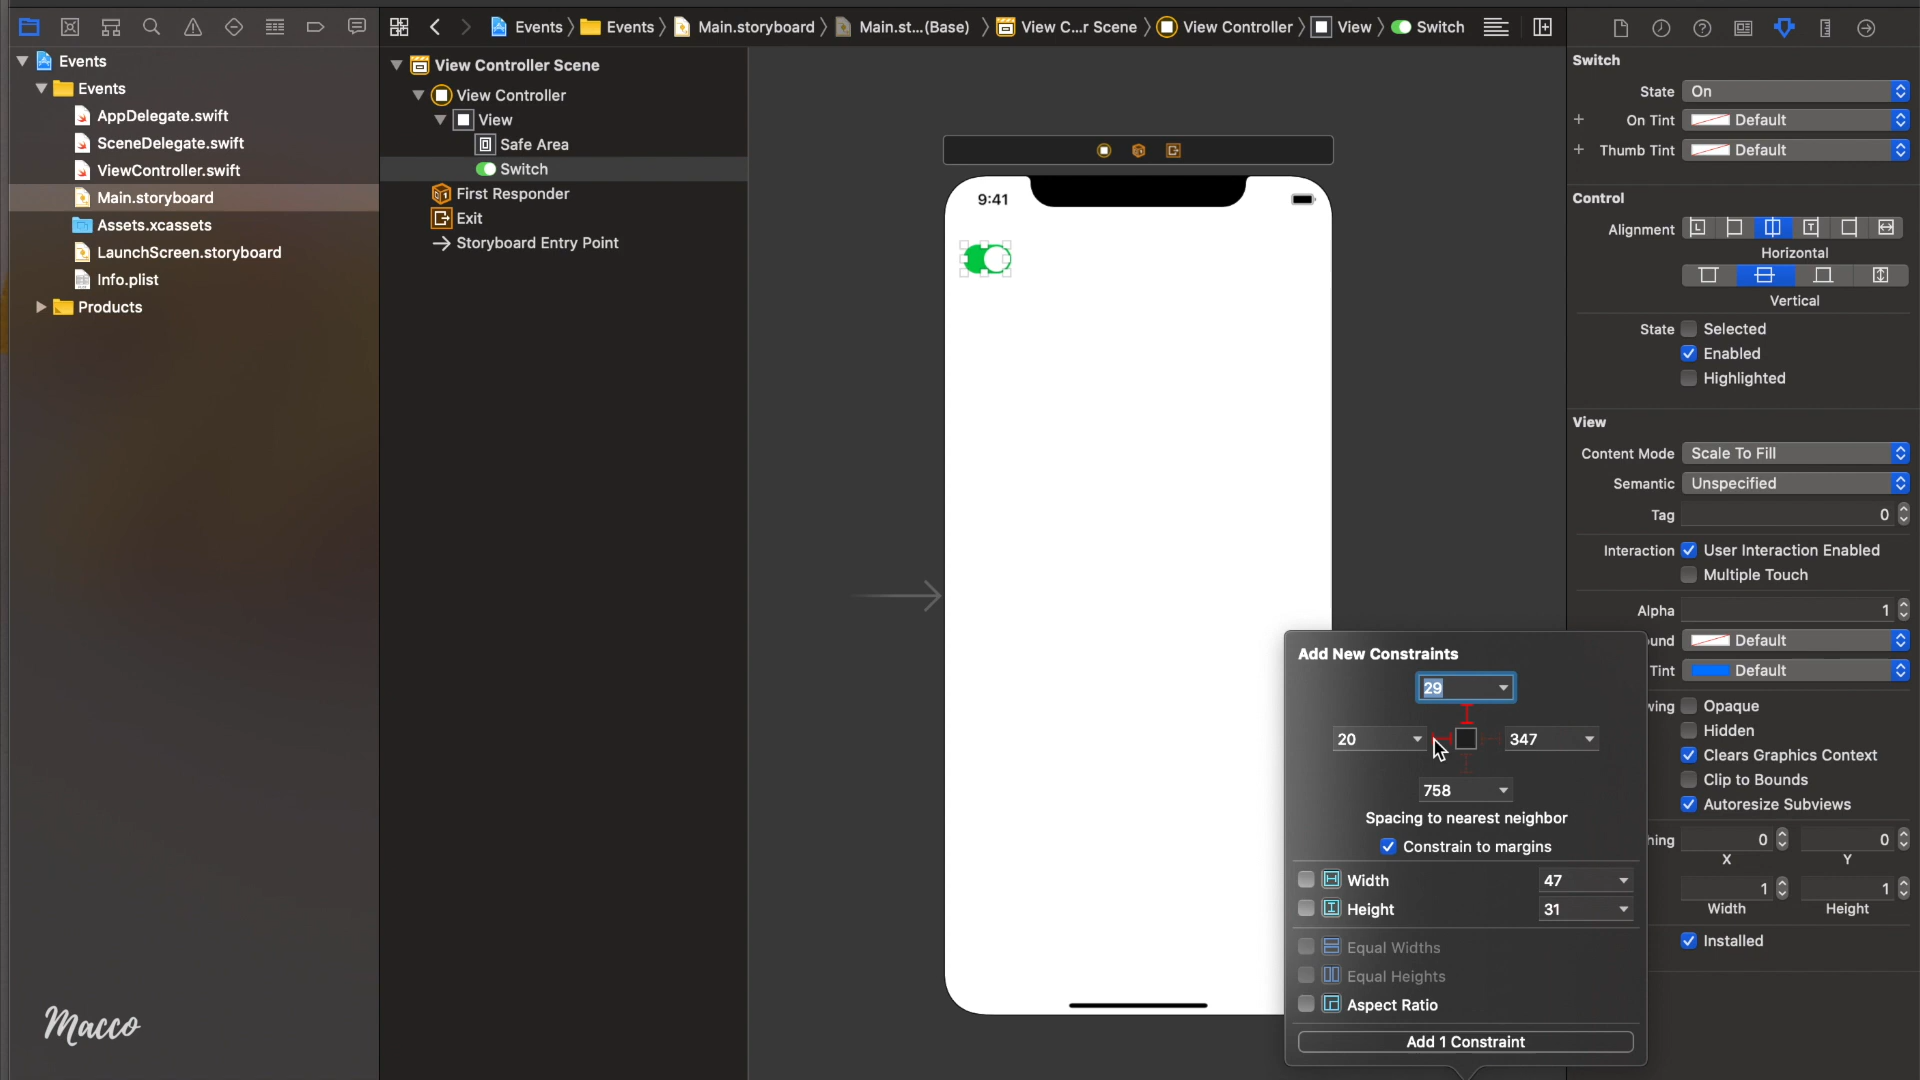 Events
Events
Main.storyboard
Main.st...(Base)
View C...r Scene
View Controller
View
Switch
Events
Events
AppDelegate.swift
SceneDelegate.swift
ViewController.swift
Main.storyboard
Assets.xcassets
LaunchScreen.storyboard
Info.plist
Products
Macco
View Controller Scene
View Controller
View
Safe Area
Switch
First Responder
Exit
Storyboard Entry Point
9:41
Add New Constraints
29
20
347
758
Spacing to nearest neighbor
Constrain to margins
Width 47
Height 31
Equal Widths
Equal Heights
Aspect Ratio
Add 1 Constraint
Switch
State On
+ On Tint Default
+ Thumb Tint Default
Control
Alignment
Horizontal
Vertical
State Selected
Enabled
Highlighted
View
Content Mode Scale To Fill
Semantic Unspecified
Tag 0
Interaction User Interaction Enabled
Multiple Touch
Alpha 1
und Default
Tint Default
wing Opaque
Hidden
Clears Graphics Context
Clip to Bounds
Autoresize Subviews
hing 0 0
X Y
1 1
Width Height
Installed